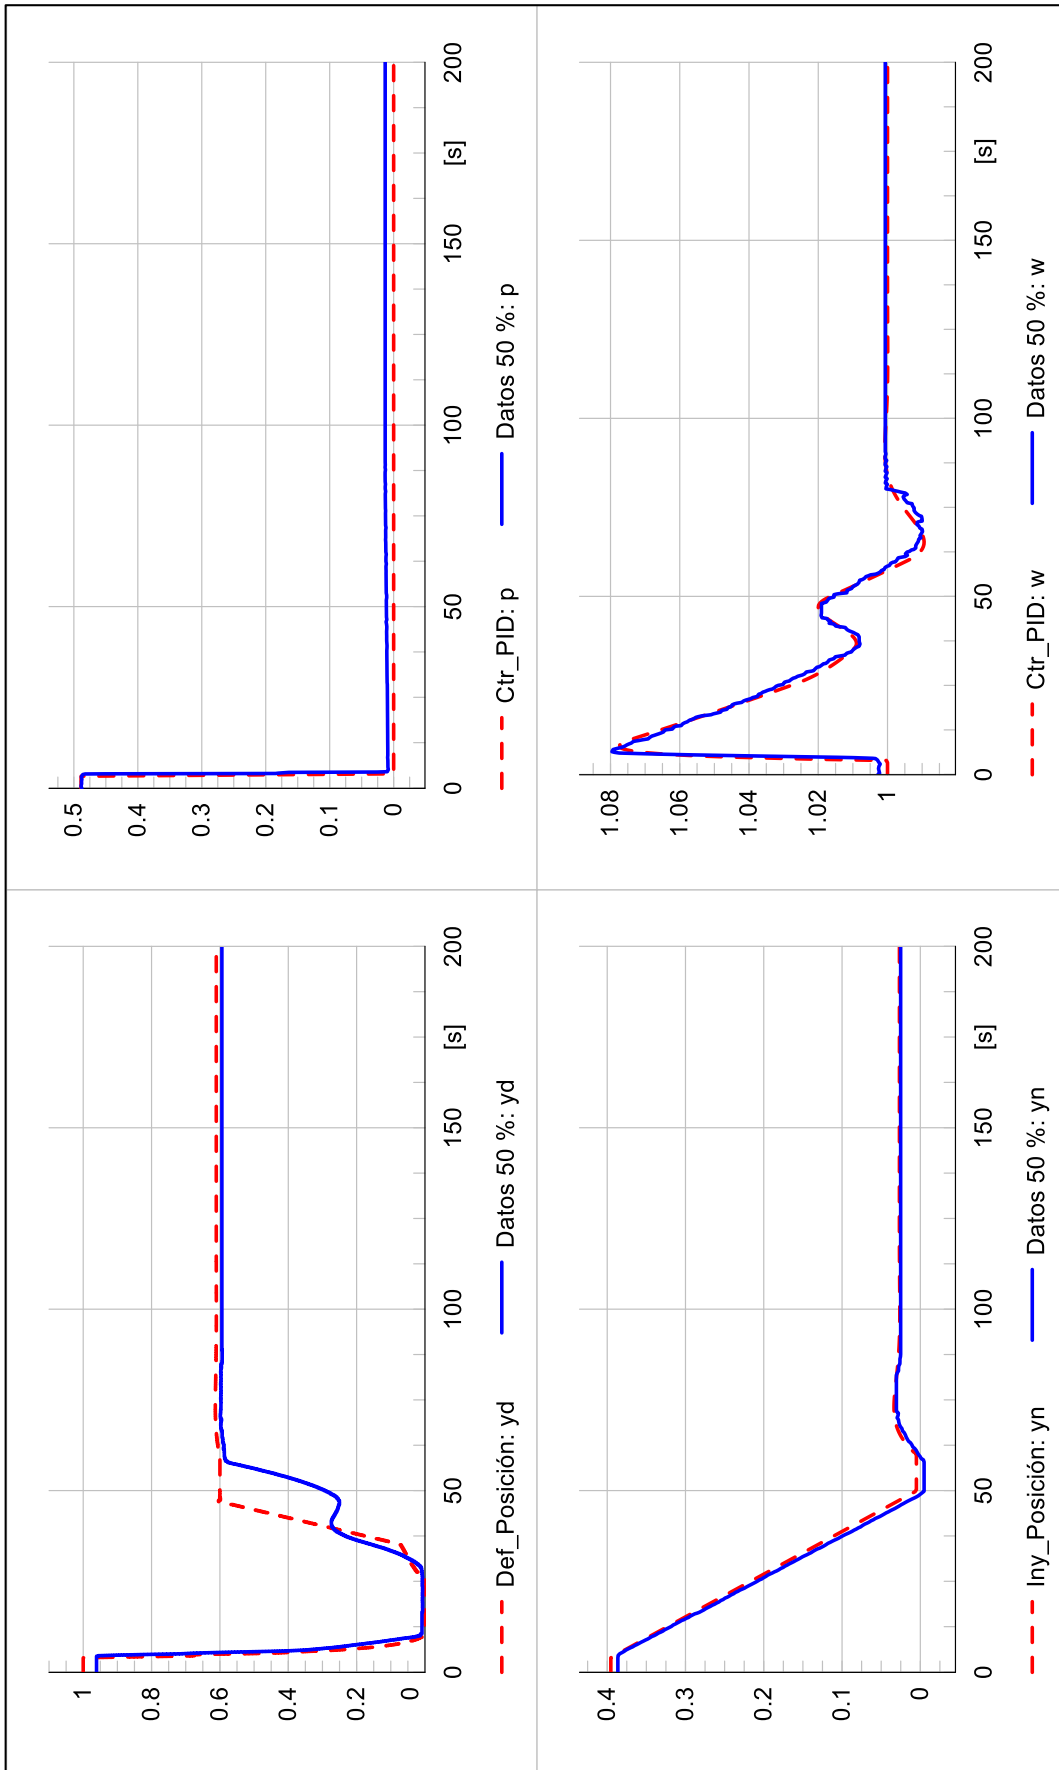 1
0.8
0.6
0.4
0.2
0
0 50 100 150 [s] 200
Def_Posición: yd Datos 50 %: yd
0.5
0.4
0.3
0.2
0.1
0
0 50 100 150 [s] 200
Ctr_PID: p Datos 50 %: p
0.4
0.3
0.2
0.1
0
0 50 100 150 [s] 200
Iny_Posición: yn Datos 50 %: yn
1.08
1.06
1.04
1.02
1
0 50 100 150 [s] 200
Ctr_PID: w Datos 50 %: w